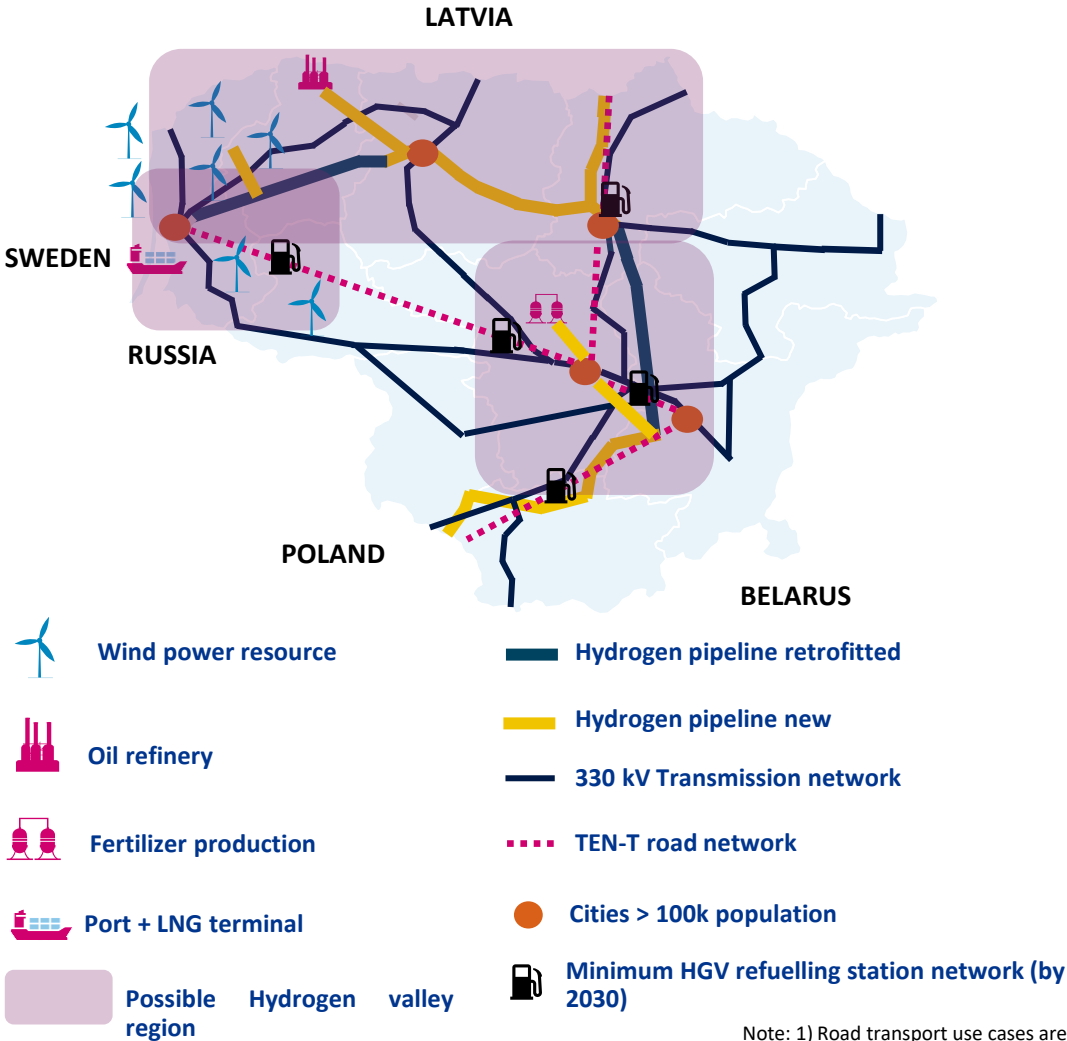 LATVIA
SWEDEN
RUSSIA
POLAND
BELARUS
Wind power resource
Hydrogen pipeline retrofitted
Oil refinery
Hydrogen pipeline new
330 kV Transmission network
Fertilizer production
TEN-T road network
Port + LNG terminal
Cities > 100k population
Possible Hydrogen valley
region
Minimum HGV refuelling station network (by
2030)
Note: 1) Road transport use cases are